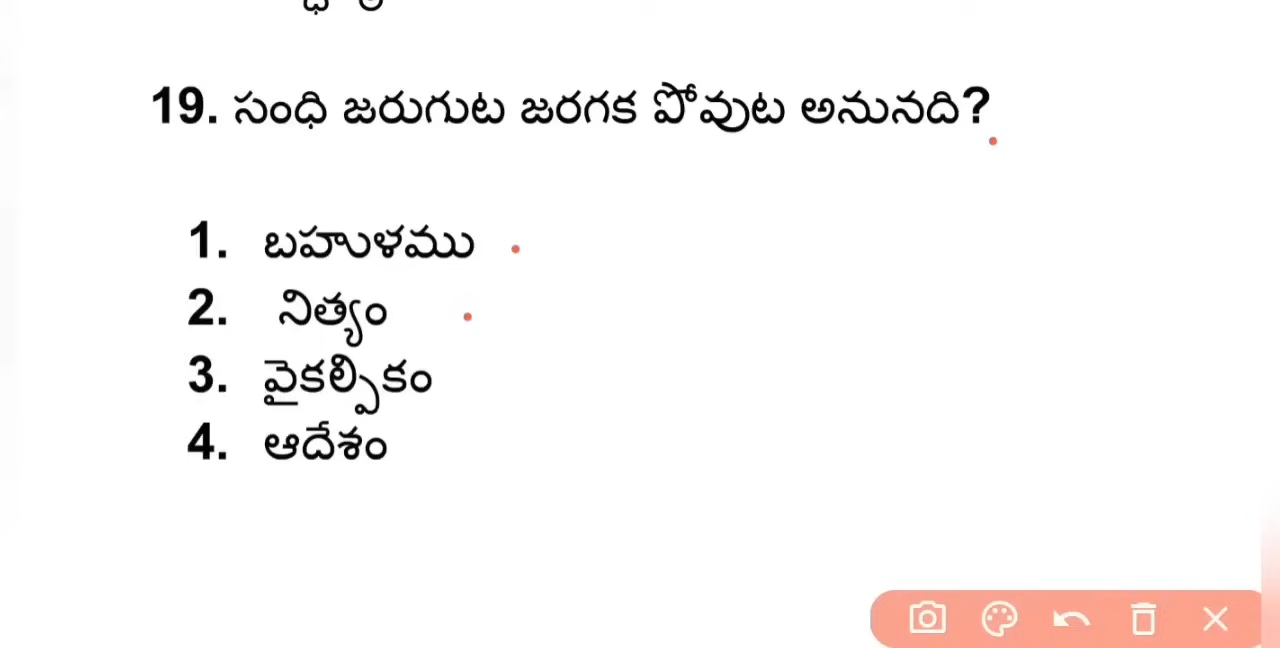 19. సంధి జరుగుట జరగక పోవుట అనునది?
1. బహుళము
2. నిత్యం
3. వైకల్పికం
4. ఆదేశం